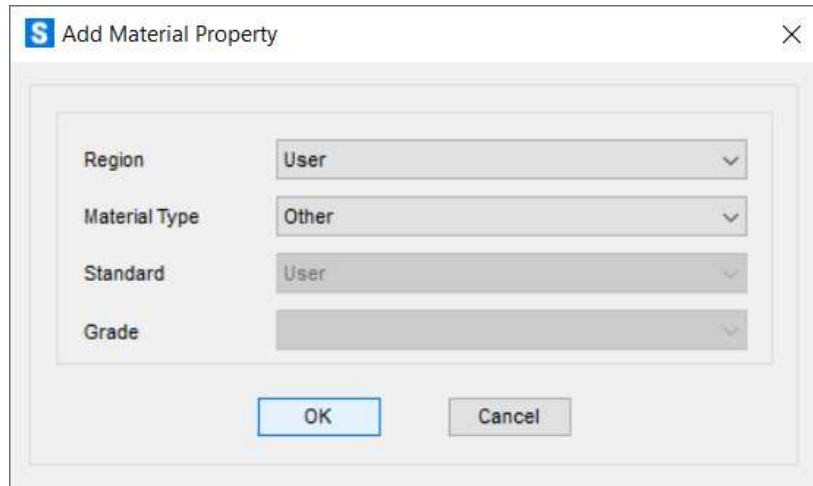 S Add Material Property
Region User
Material Type Other
Standard User
Grade
OK Cancel